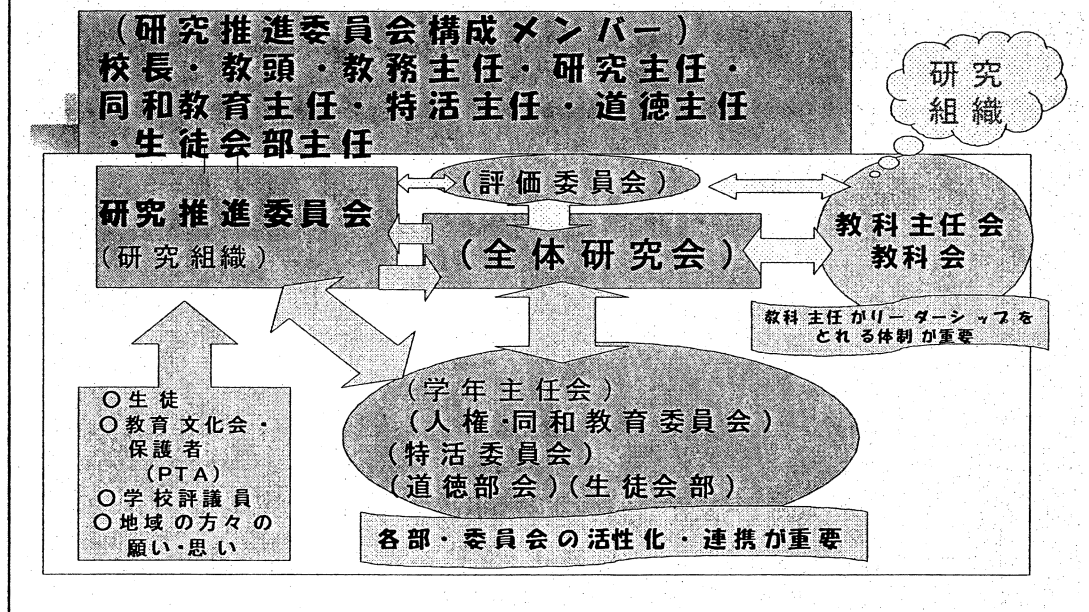 (研究推進委員会構成メンバー)
校長・教頭・教務主任・研究主任・
同和教育主任・特活主任・道徳主任
・生徒会部主任
研究
組織
研究推進委員会
(研究組織)
(評価委員会)
(全体研究会)
教科主任会
教科会
教科主任がリーダーシップを
とれる体制が重要
○生徒
○教育文化会・
保護者
(PTA)
○学校評議員
○地域の方々の
願い・思い
(学年主任会)
(人権・同和教育委員会)
(特活委員会)
(道徳部会)(生徒会部)
各部・委員会の活性化・連携が重要